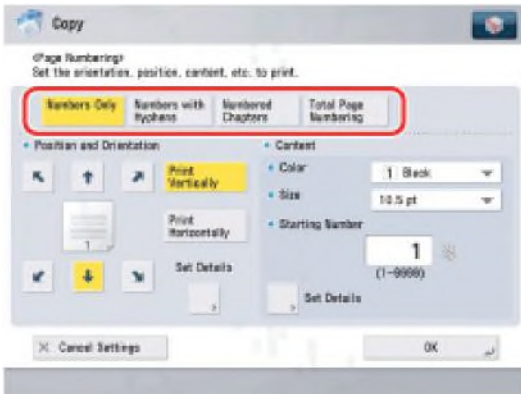 Copy
<Page Numbering>
Set the orientation, position, content, etc. to print.
Numbers Only
Numbers with Hyphens
Numbered Chapters
Total Page Numbering
Position and Orientation
Content
Print Vertically
Color
1 Black
Size
10.5 pt
Print Horizontally
Starting Number
1
1
(1-9999)
Set Details
Set Details
Cancel Settings
OK